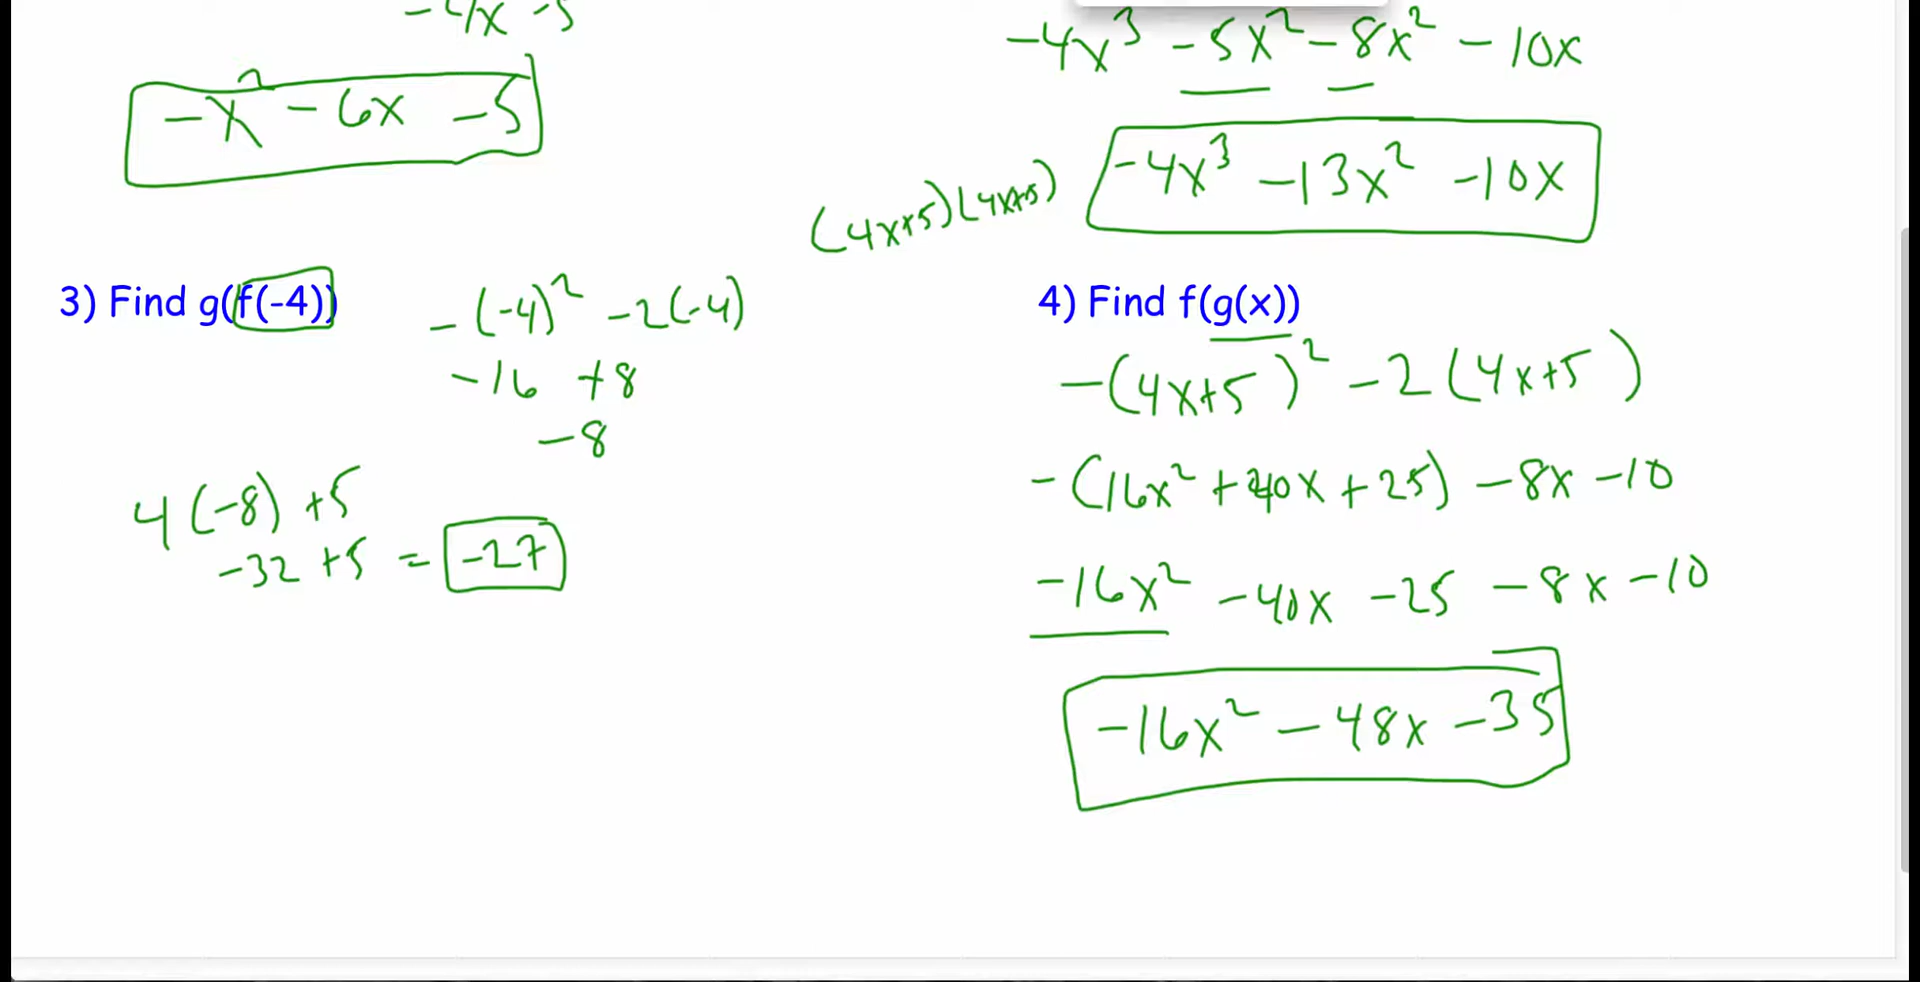 -4x -5
-x² - 6x - 5
-4x³ - 5x² - 8x² - 10x
-4x³ - 13x² - 10x
(4x+5)(4x+5)
3) Find g(f(-4))
-(-4)² - 2(-4)
-16 + 8
-8
4(-8) + 5
-32 + 5 = -27
4) Find f(g(x))
-(4x+5)² - 2(4x+5)
-(16x² + 40x + 25) - 8x - 10
-16x² - 40x - 25 - 8x - 10
-16x² - 48x - 35